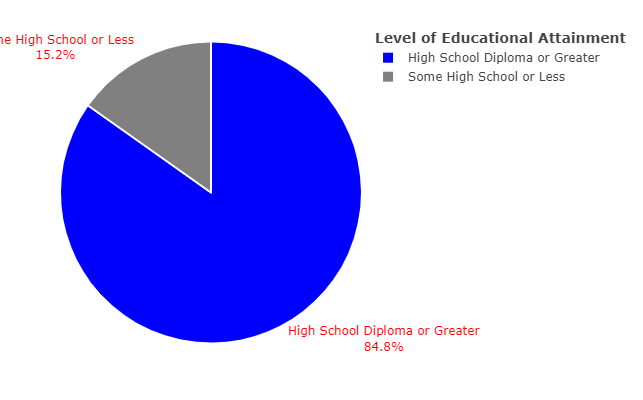 ne High School or Less
15.2%
Level of Educational Attainment
High School Diploma or Greater
Some High School or Less
High School Diploma or Greater
84.8%